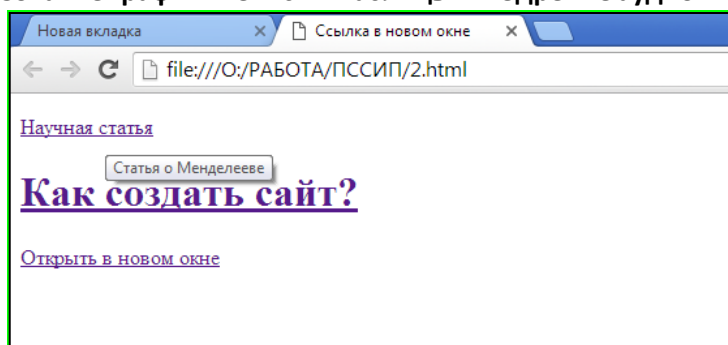 Новая вкладка
Ссылка в новом окне
file:///O:/РАБОТА/ПССИП/2.html
Научная статья
Статья о Менделееве
Как создать сайт?
Открыть в новом окне